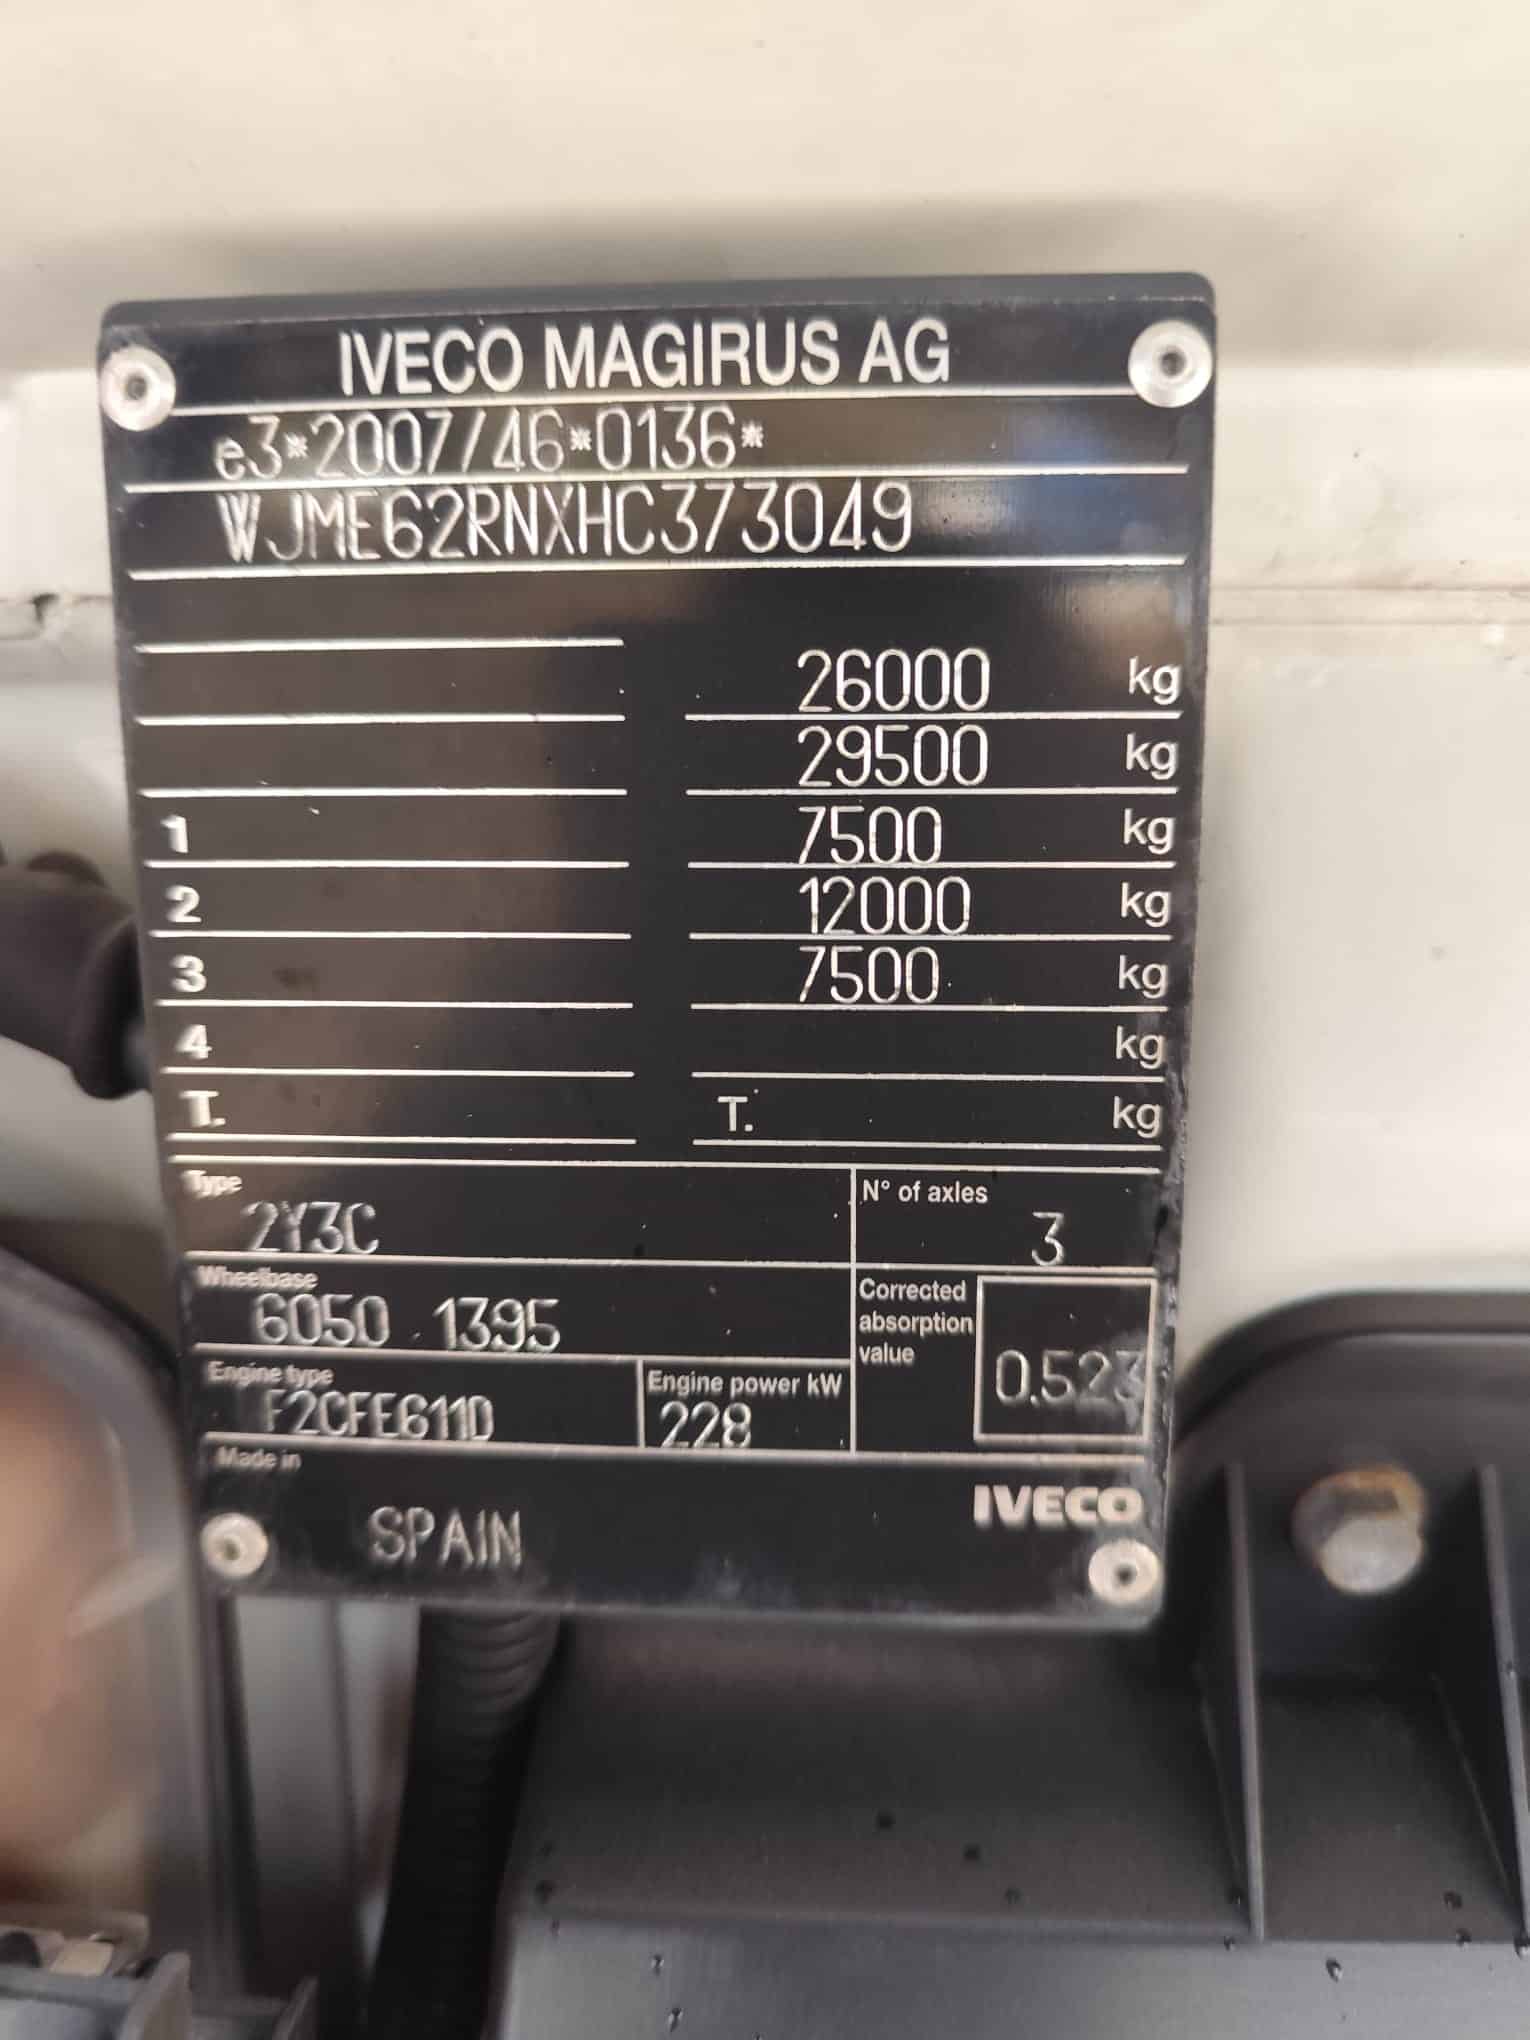 IVECO MAGIRUS AG
e3*2007/46*0136*
WJME62RNXHC373049
26000 kg
29500 kg
1 7500 kg
2 12000 kg
3 7500 kg
4 kg
T. T. kg
Type
2Y3C
N° of axles
3
Wheelbase
6050 1395
Corrected
absorption
value
0.523
Engine type
F2CFE611D
Engine power kW
228
Made in
SPAIN
IVECO